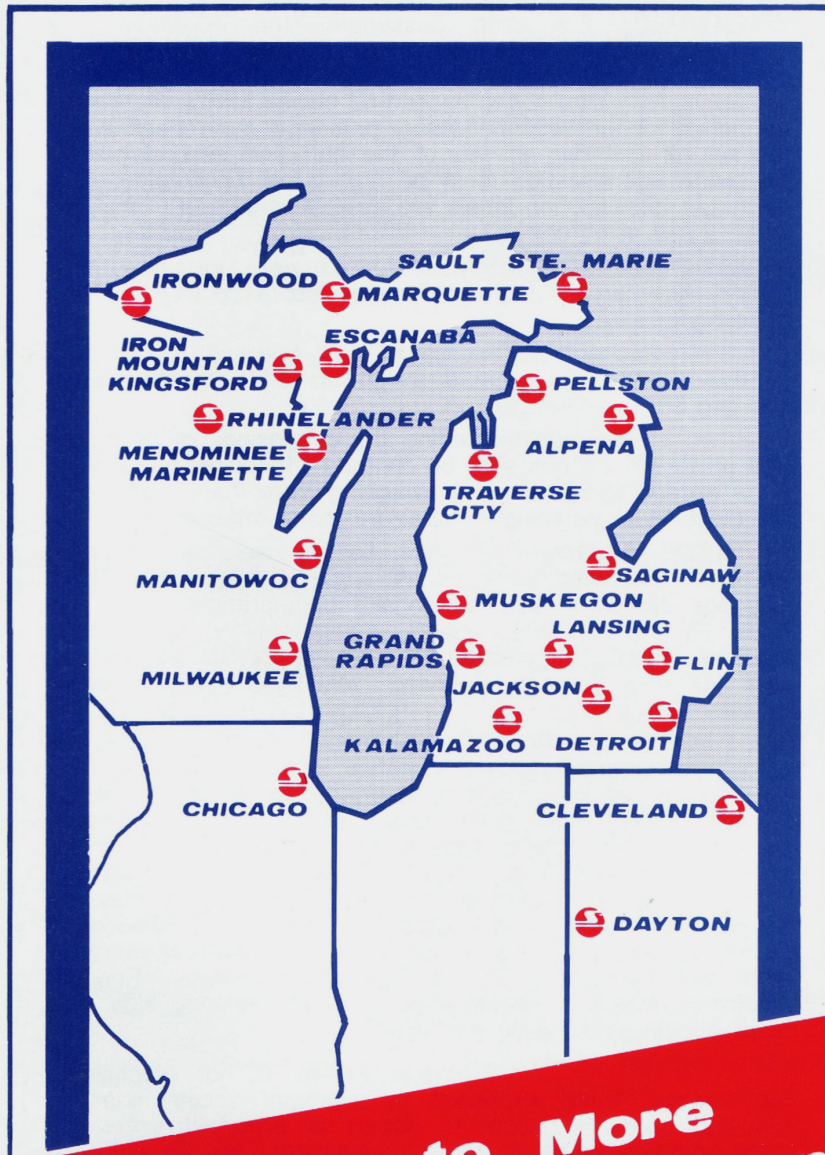 SAULT STE. MARIE
IRONWOOD
MARQUETTE
IRON
MOUNTAIN
KINGSFORD
ESCANABA
PELLSTON
RHINELANDER
ALPENA
MENOMINEE
MARINETTE
TRAVERSE
CITY
MANITOWOC
SAGINAW
MUSKEGON
LANSING
GRAND
RAPIDS
FLINT
MILWAUKEE
JACKSON
KALAMAZOO
DETROIT
CHICAGO
CLEVELAND
DAYTON
to More